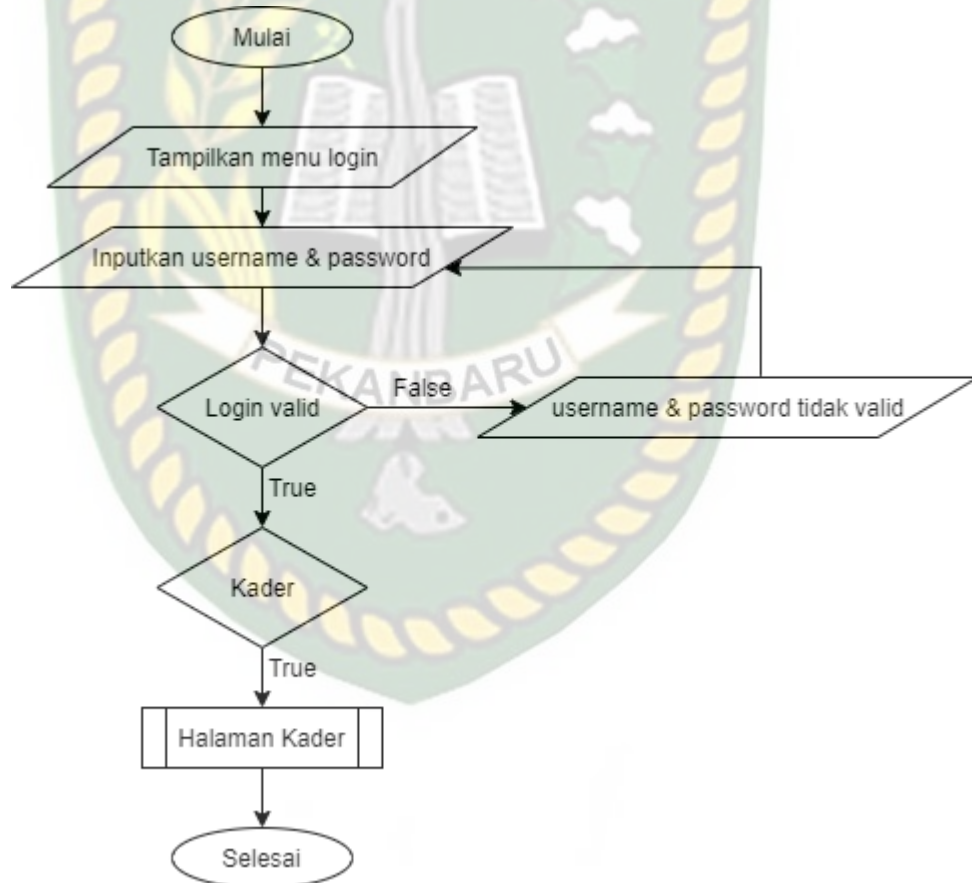 Mulai
Tampilkan menu login
Inputkan username & password
PEKANBARU
Login valid
False
username & password tidak valid
True
Kader
True
Halaman Kader
Selesai